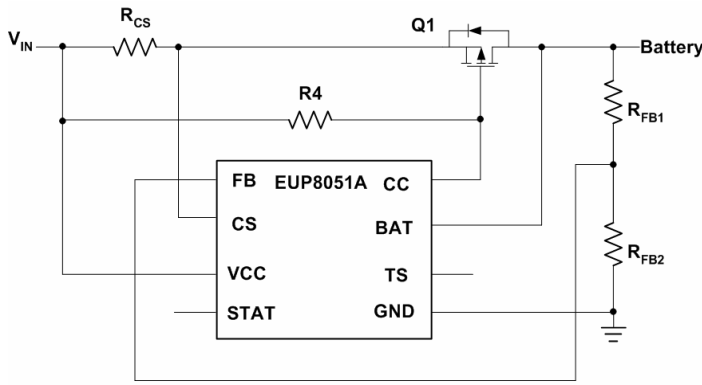 Q1
RCS
VIN
Battery
R4
RFB1
FB EUP8051A CC
CS
BAT
RFB2
VCC TS
STAT GND